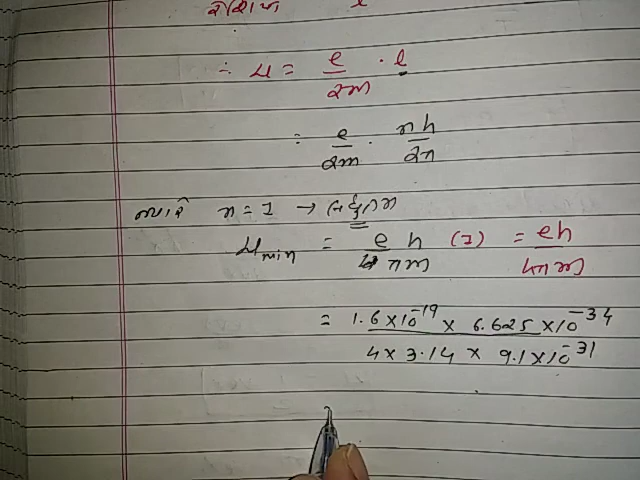 ∴ μ = e/2m · l
= e/2m · nh/2π
n = 1 →
μmin = eh/4πm (1) = eh/4πm
= 1.6×10⁻¹⁹ × 6.625×10⁻³⁴ / 4×3.14 × 9.1×10⁻³¹